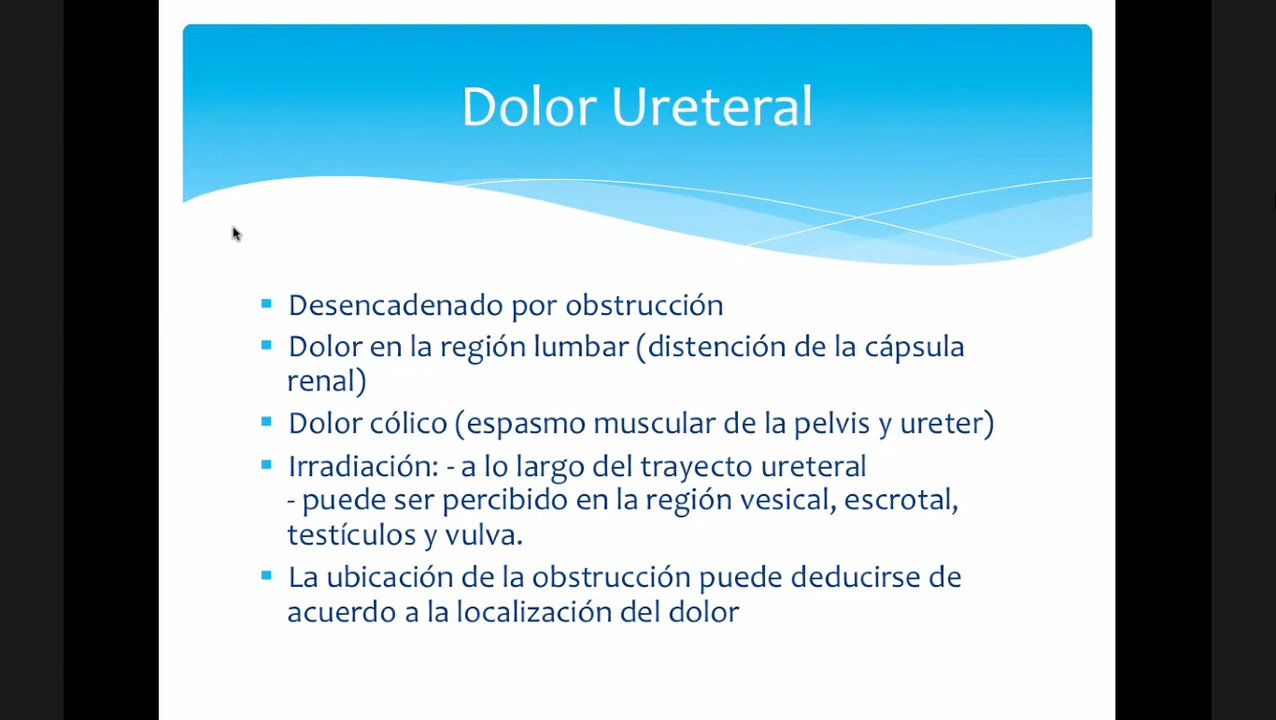 Dolor Ureteral
Desencadenado por obstrucción
Dolor en la región lumbar (distención de la cápsula
renal)
Dolor cólico (espasmo muscular de la pelvis y ureter)
Irradiación: - a lo largo del trayecto ureteral
- puede ser percibido en la región vesical, escrotal,
testículos y vulva.
La ubicación de la obstrucción puede deducirse de
acuerdo a la localización del dolor